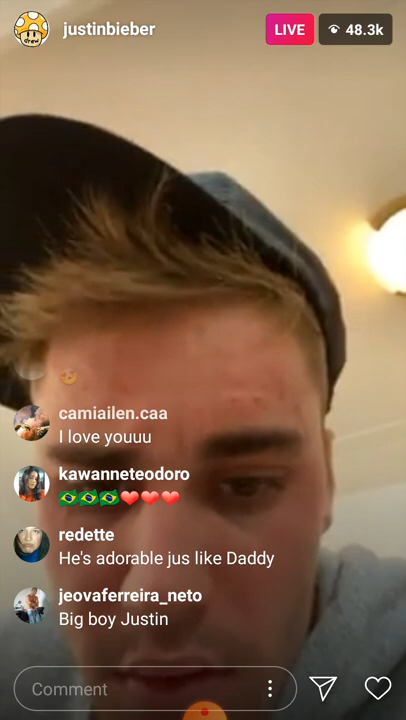 justinbieber
LIVE
48.3k
drew
camiailen.caa
I love youuu
kawanneteodoro
🇧🇷🇧🇷🇧🇷❤️❤️❤️
redette
He's adorable jus like Daddy
jeovaferreira_neto
Big boy Justin
Comment